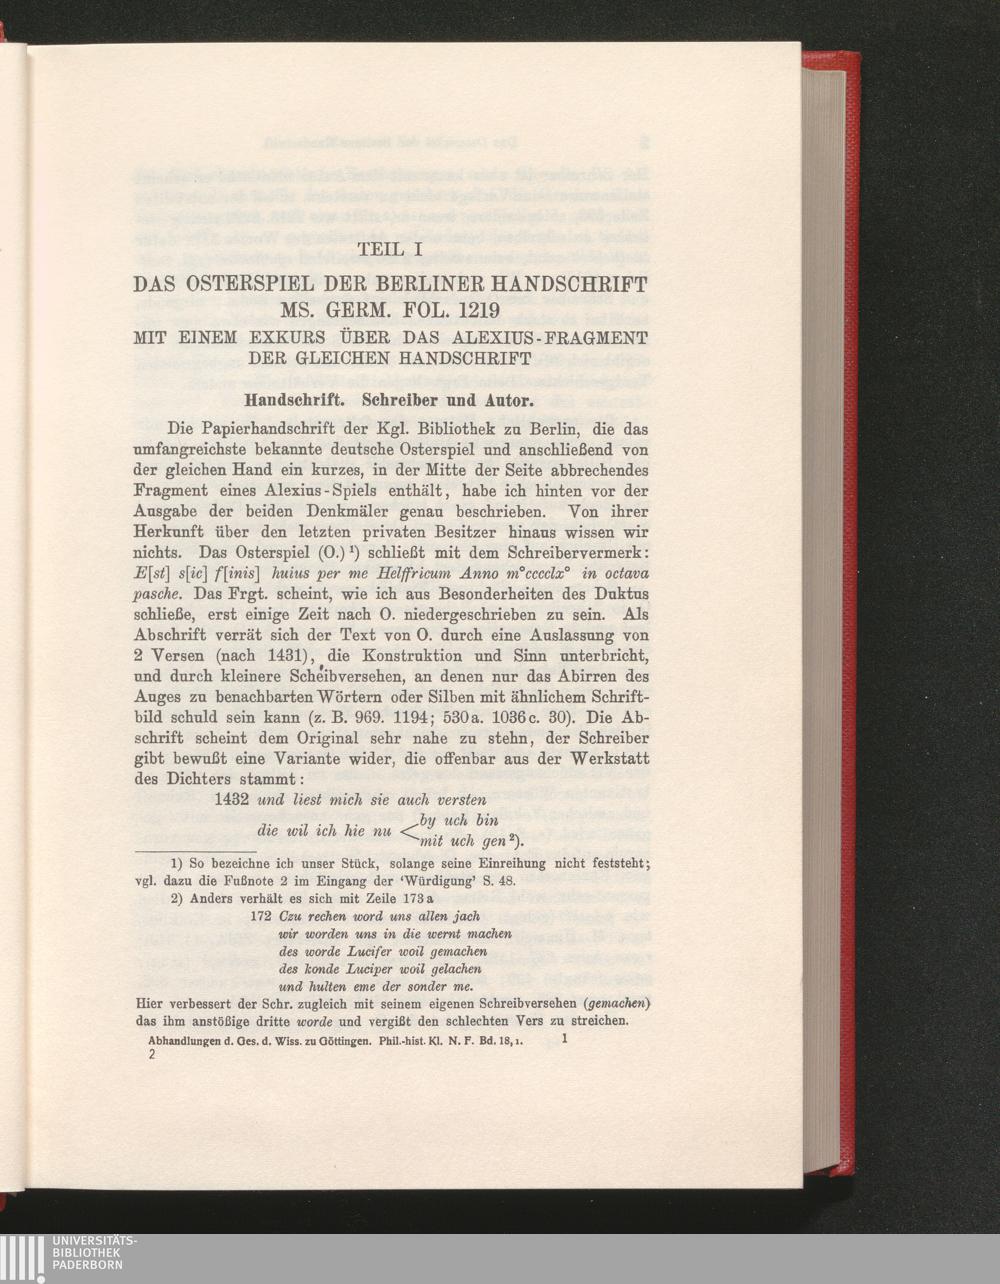 TEIL I
DAS OSTERSPIEL DER BERLINER HANDSCHRIFT
MS. GERM. FOL. 1219
MIT EINEM EXKURS ÜBER DAS ALEXIUS-FRAGMENT
DER GLEICHEN HANDSCHRIFT
Handschrift. Schreiber und Autor.
Die Papierhandschrift der Kgl. Bibliothek zu Berlin, die das
umfangreichste bekannte deutsche Osterspiel und anschließend von
der gleichen Hand ein kurzes, in der Mitte der Seite abbrechendes
Fragment eines Alexius-Spiels enthält, habe ich hinten vor der
Ausgabe der beiden Denkmäler genau beschrieben. Von ihrer
Herkunft über den letzten privaten Besitzer hinaus wissen wir
nichts. Das Osterspiel (O.) ¹) schließt mit dem Schreibervermerk:
E[st] s[ic] f[inis] huius per me Helffricum Anno m°cccclx° in octava
pasche. Das Frgt. scheint, wie ich aus Besonderheiten des Duktus
schließe, erst einige Zeit nach O. niedergeschrieben zu sein. Als
Abschrift verrät sich der Text von O. durch eine Auslassung von
2 Versen (nach 1431), die Konstruktion und Sinn unterbricht,
und durch kleinere Scheibversehen, an denen nur das Abirren des
Auges zu benachbarten Wörtern oder Silben mit ähnlichem Schrift-
bild schuld sein kann (z. B. 969. 1194; 530a. 1036c. 30). Die Ab-
schrift scheint dem Original sehr nahe zu stehn, der Schreiber
gibt bewußt eine Variante wider, die offenbar aus der Werkstatt
des Dichters stammt:
1432 und liest mich sie auch versten
die wil ich hie nu < by uch bin
mit uch gen ²).
1) So bezeichne ich unser Stück, solange seine Einreihung nicht feststeht;
vgl. dazu die Fußnote 2 im Eingang der ‘Würdigung’ S. 48.
2) Anders verhält es sich mit Zeile 173a
172 Czu rechen word uns allen jach
wir worden uns in die wernt machen
des worde Lucifer woil gemachen
des konde Luciper woil gelachen
und hulten eme der sonder me.
Hier verbessert der Schr. zugleich mit seinem eigenen Schreibversehen (gemachen)
das ihm anstößige dritte worde und vergißt den schlechten Vers zu streichen.
Abhandlungen d. Ges. d. Wiss. zu Göttingen. Phil.-hist. Kl. N. F. Bd. 18, 1. 1
2
UNIVERSITÄTS-
BIBLIOTHEK
PADERBORN